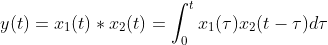 y(t) = x₁(t) * x₂(t) = ∫₀ᵗ x₁(τ)x₂(t − τ)dτ